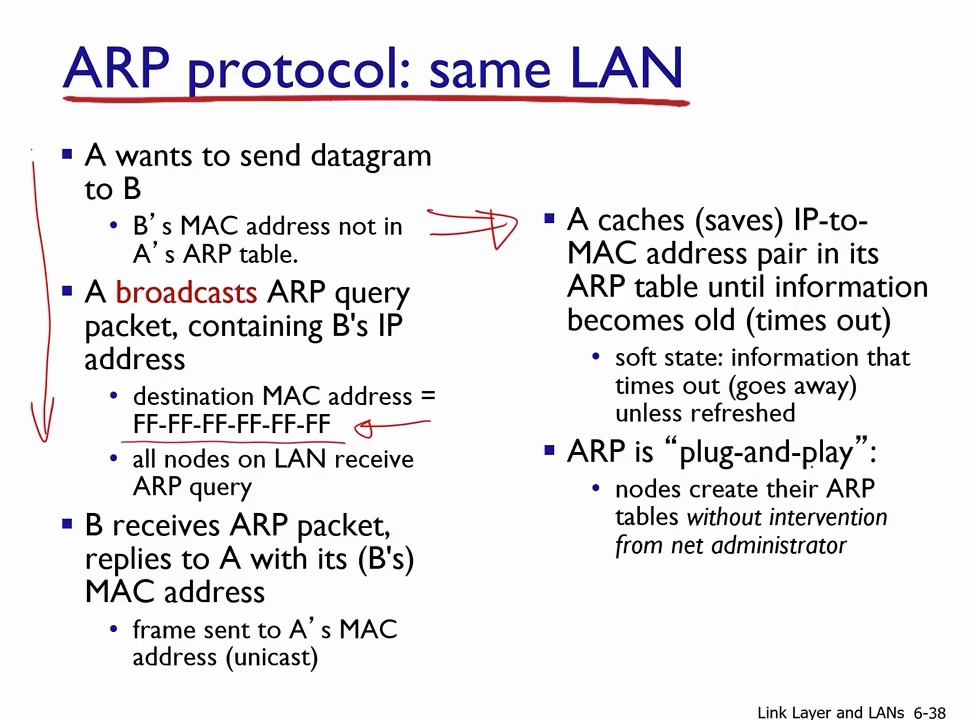 ARP protocol: same LAN
▪ A wants to send datagram
to B
• B's MAC address not in
A's ARP table.
▪ A broadcasts ARP query
packet, containing B's IP
address
• destination MAC address =
FF-FF-FF-FF-FF-FF
• all nodes on LAN receive
ARP query
▪ B receives ARP packet,
replies to A with its (B's)
MAC address
• frame sent to A's MAC
address (unicast)
▪ A caches (saves) IP-to-
MAC address pair in its
ARP table until information
becomes old (times out)
• soft state: information that
times out (goes away)
unless refreshed
▪ ARP is “plug-and-play”:
• nodes create their ARP
tables without intervention
from net administrator
Link Layer and LANs 6-38